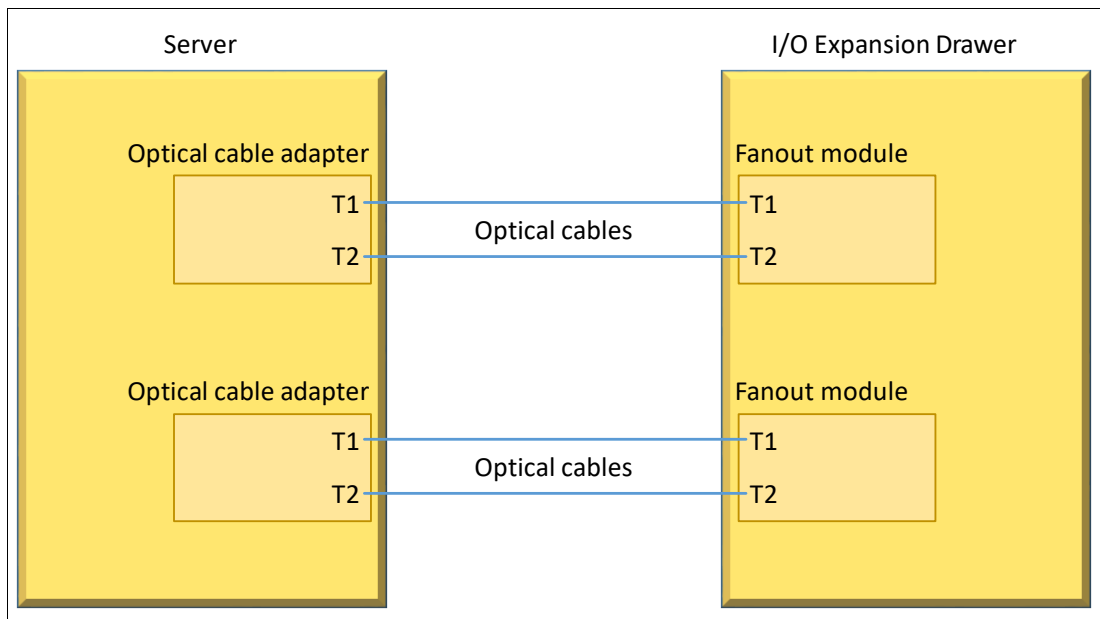 Server
I/O Expansion Drawer
Optical cable adapter
Fanout module
T1
T1
Optical cables
T2
T2
Optical cable adapter
Fanout module
T1
T1
Optical cables
T2
T2